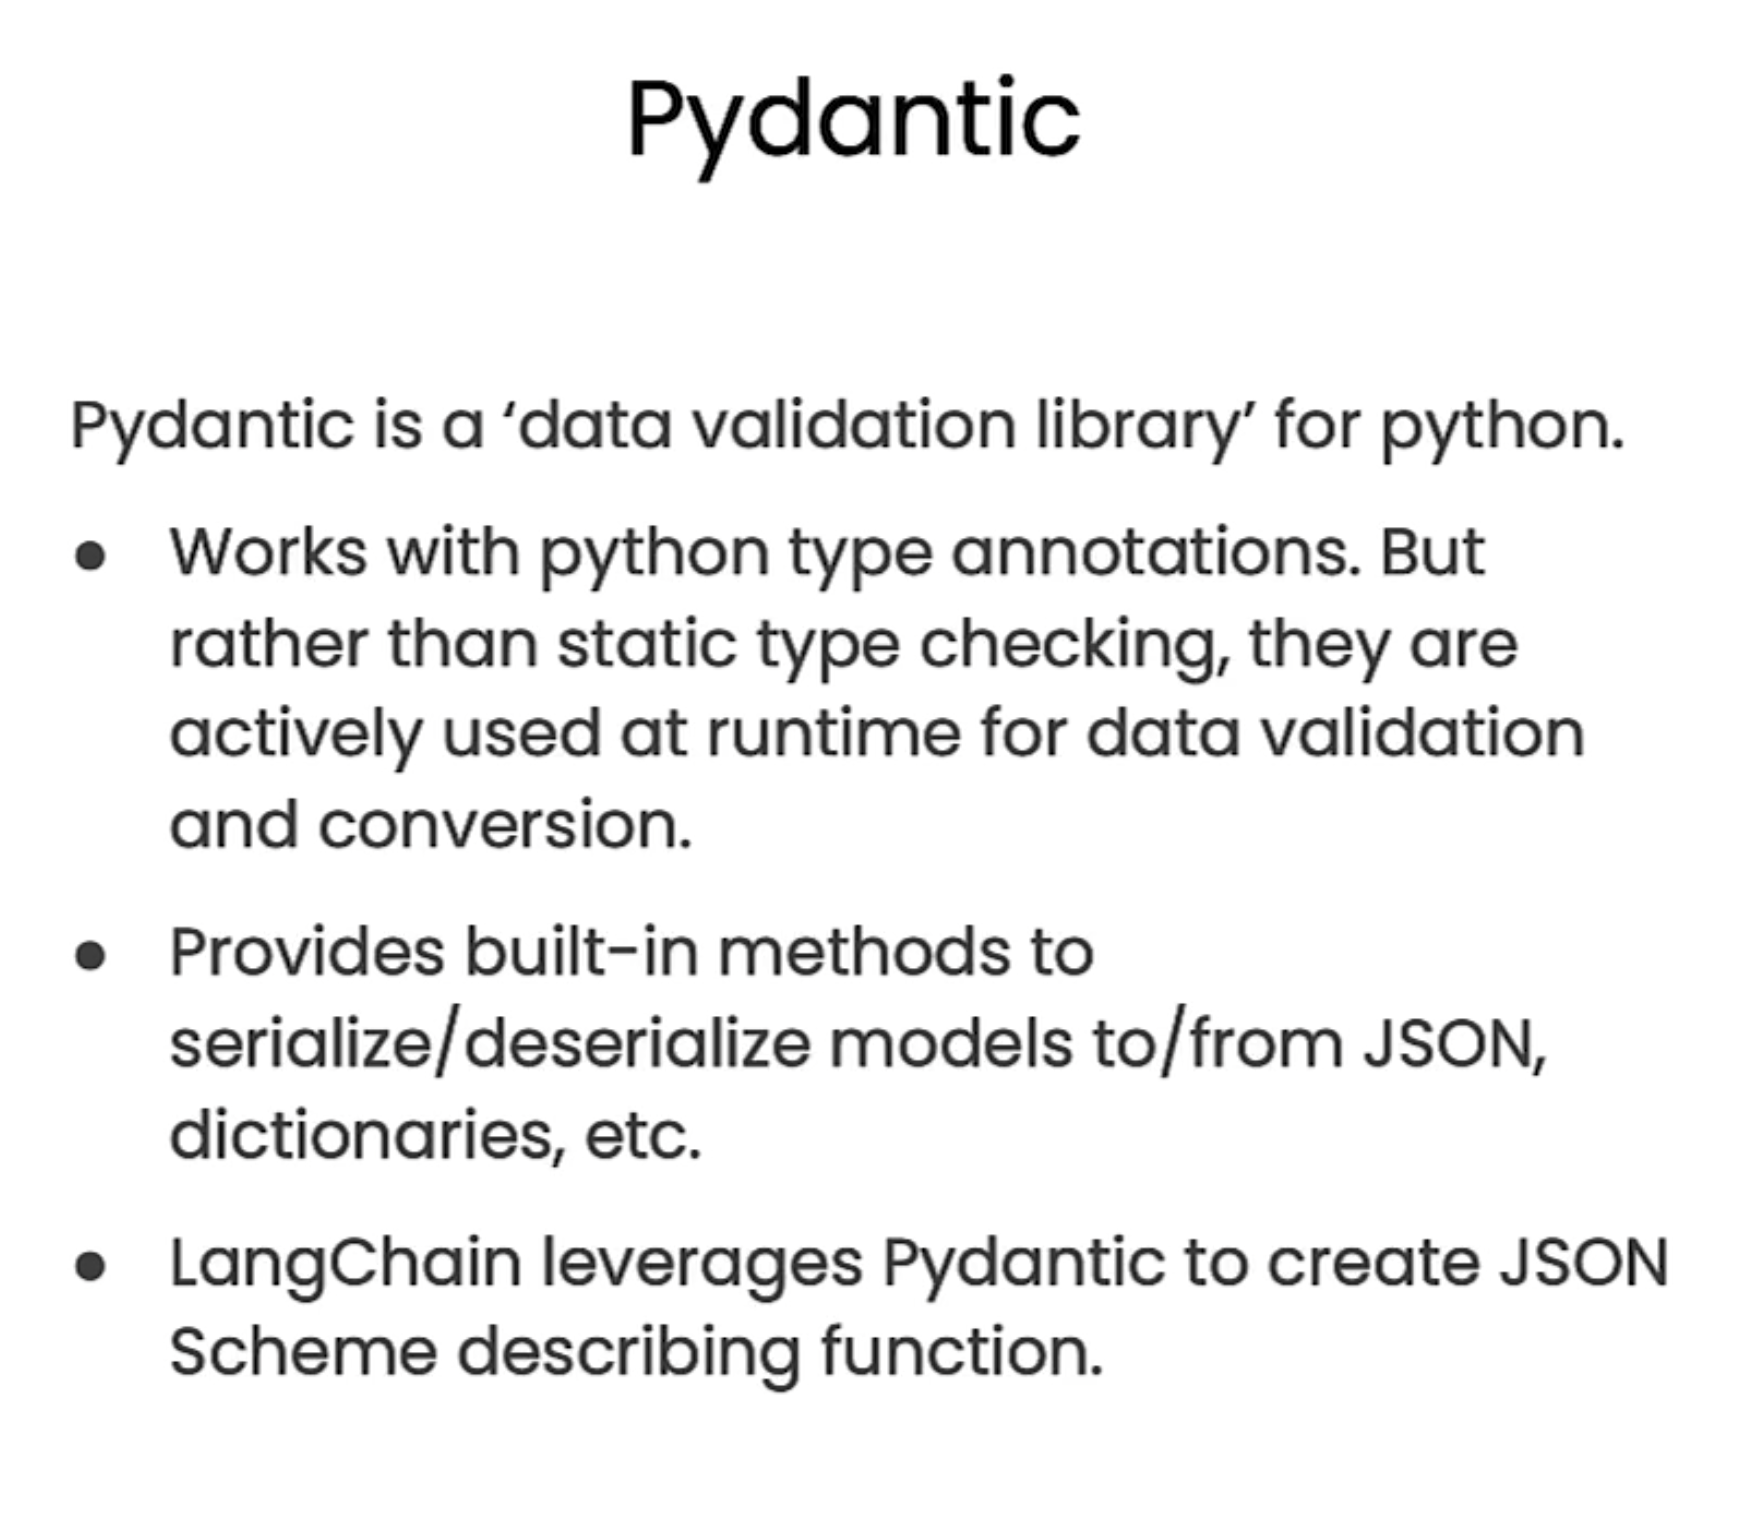 Pydantic
Pydantic is a ‘data validation library’ for python.
● Works with python type annotations. But
rather than static type checking, they are
actively used at runtime for data validation
and conversion.
● Provides built-in methods to
serialize/deserialize models to/from JSON,
dictionaries, etc.
● LangChain leverages Pydantic to create JSON
Scheme describing function.